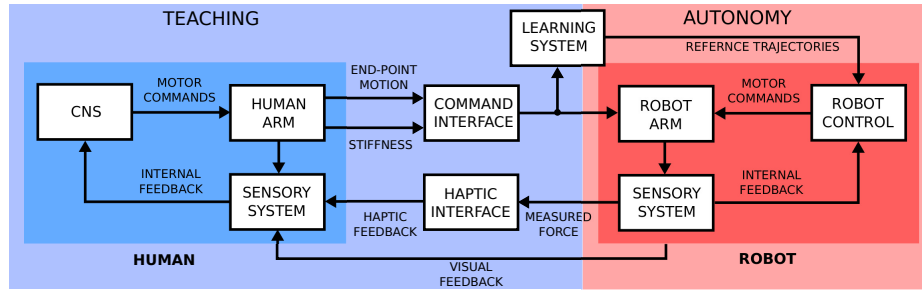 TEACHING
AUTONOMY
LEARNING
SYSTEM
REFERNCE TRAJECTORIES
CNS
MOTOR
COMMANDS
HUMAN
ARM
END-POINT
MOTION
STIFFNESS
COMMAND
INTERFACE
ROBOT
ARM
MOTOR
COMMANDS
ROBOT
CONTROL
INTERNAL
FEEDBACK
SENSORY
SYSTEM
HAPTIC
FEEDBACK
HAPTIC
INTERFACE
MEASURED
FORCE
SENSORY
SYSTEM
INTERNAL
FEEDBACK
HUMAN
VISUAL
FEEDBACK
ROBOT